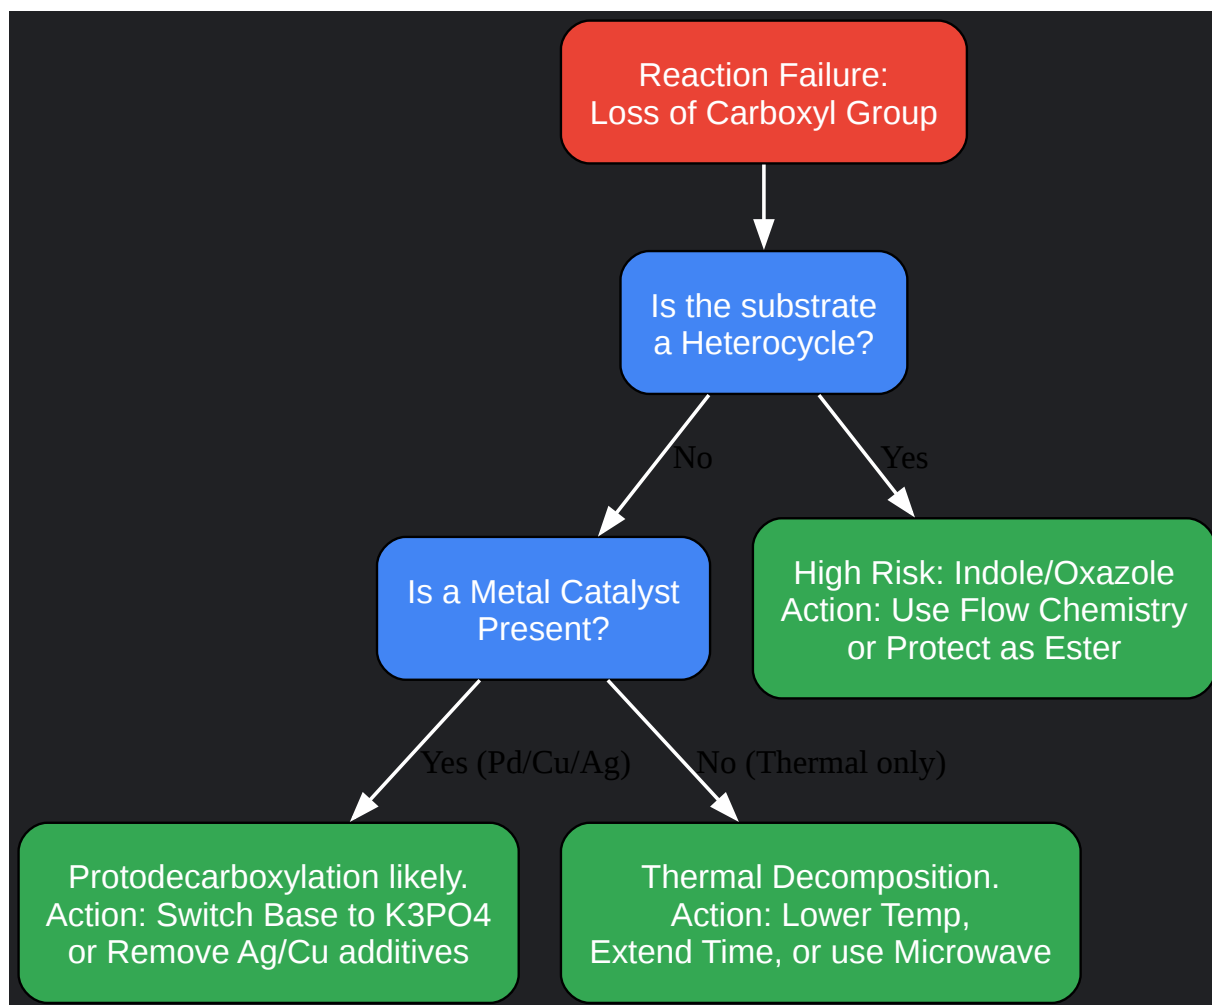 Reaction Failure:
Loss of Carboxyl Group
Is the substrate
a Heterocycle?
No
Yes
Is a Metal Catalyst
Present?
High Risk: Indole/Oxazole
Action: Use Flow Chemistry
or Protect as Ester
Yes (Pd/Cu/Ag)
No (Thermal only)
Protodecarboxylation likely.
Action: Switch Base to K3PO4
or Remove Ag/Cu additives
Thermal Decomposition.
Action: Lower Temp,
Extend Time, or use Microwave